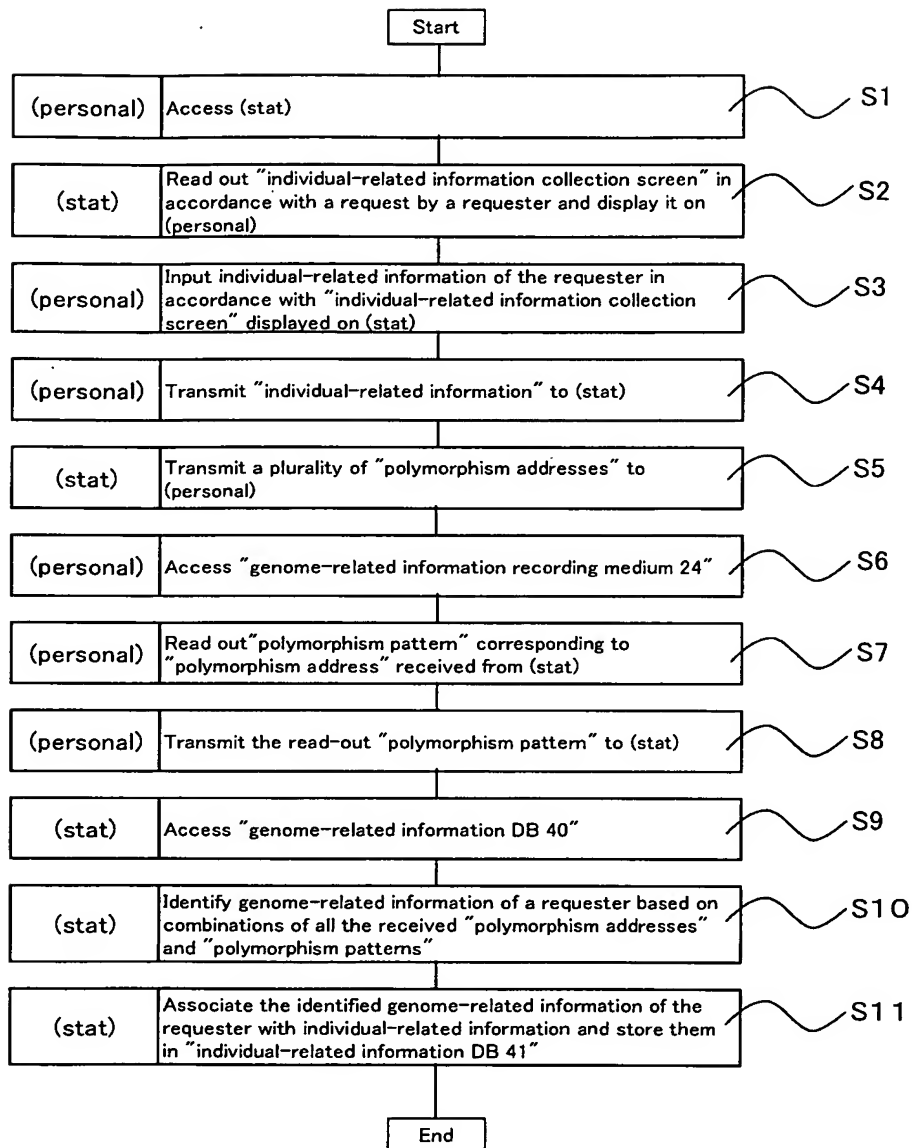 Start
(personal) Access (stat) S1
(stat) Read out "individual-related information collection screen" in
accordance with a request by a requester and display it on
(personal) S2
(personal) Input individual-related information of the requester in
accordance with "individual-related information collection
screen" displayed on (stat) S3
(personal) Transmit "individual-related information" to (stat) S4
(stat) Transmit a plurality of "polymorphism addresses" to
(personal) S5
(personal) Access "genome-related information recording medium 24" S6
(personal) Read out"polymorphism pattern" corresponding to
"polymorphism address" received from (stat) S7
(personal) Transmit the read-out "polymorphism pattern" to (stat) S8
(stat) Access "genome-related information DB 40" S9
(stat) Identify genome-related information of a requester based on
combinations of all the received "polymorphism addresses"
and "polymorphism patterns" S10
(stat) Associate the identified genome-related information of the
requester with individual-related information and store them
in "individual-related information DB 41" S11
End